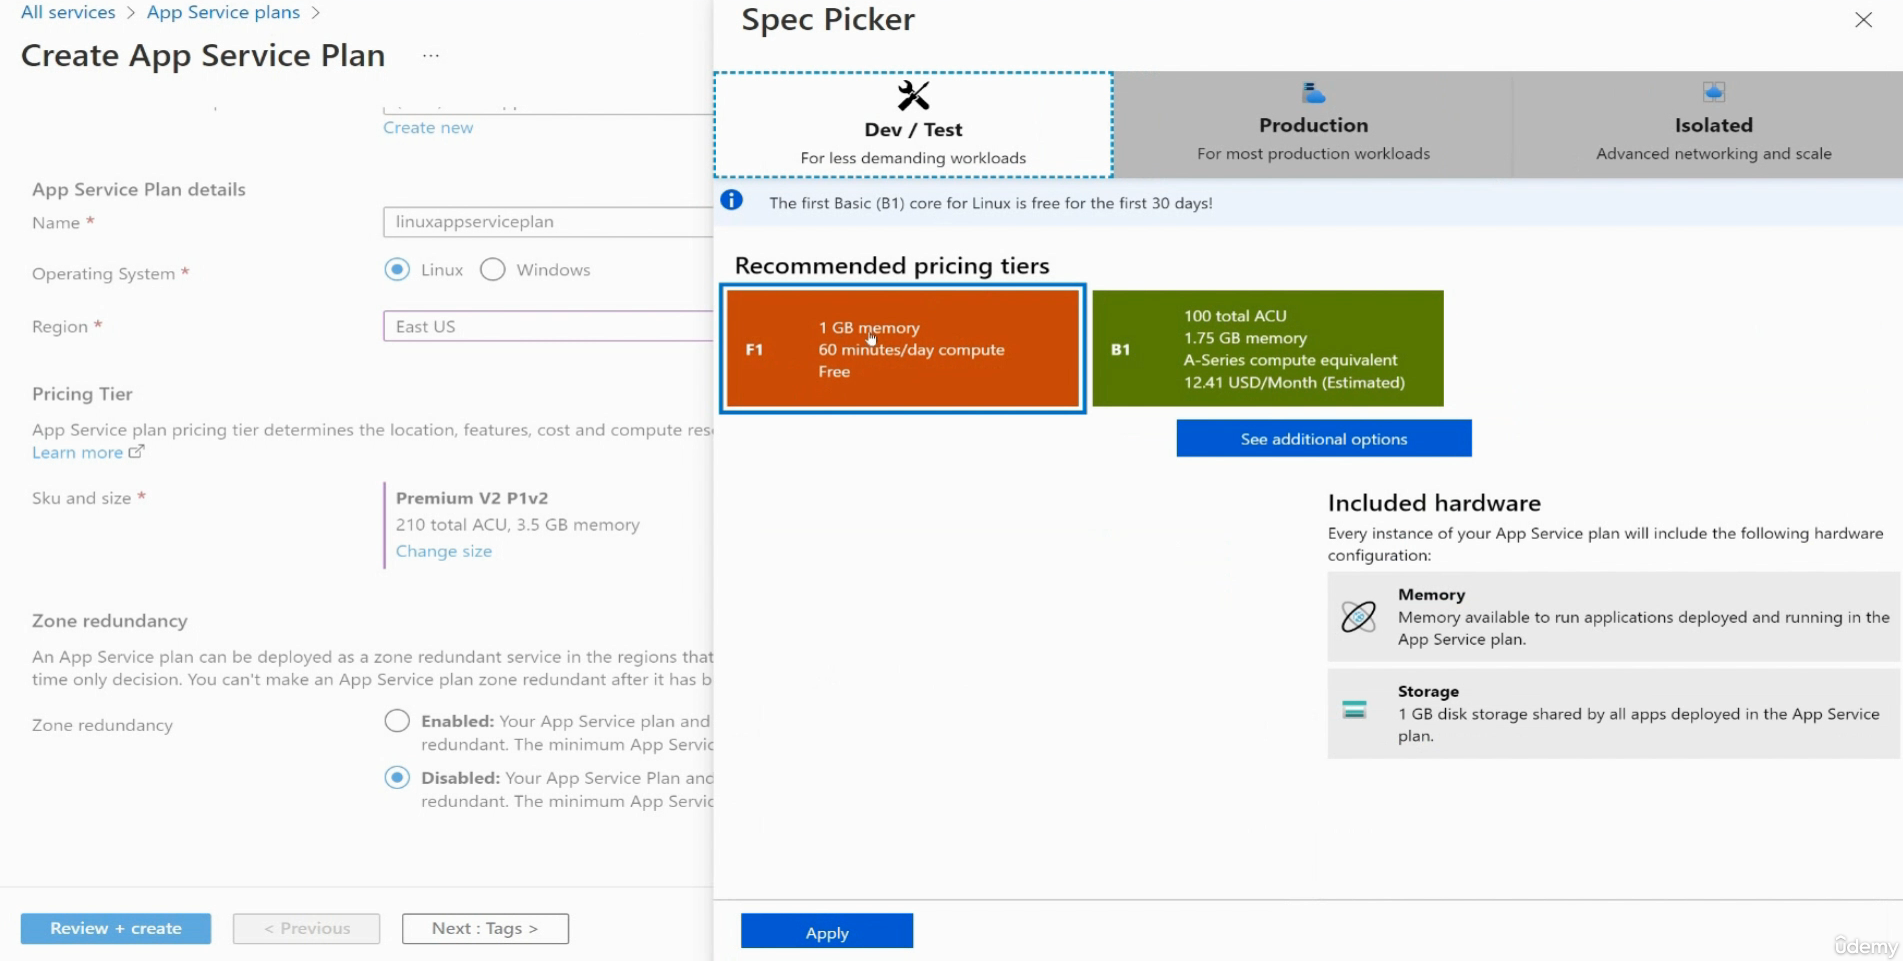 All services > App Service plans >
Create App Service Plan ...
Create new
App Service Plan details
Name *
linuxappserviceplan
Operating System *
Linux
Windows
Region *
East US
Pricing Tier
App Service plan pricing tier determines the location, features, cost and compute
Learn more
Sku and size *
Premium V2 P1v2
210 total ACU, 3.5 GB memory
Change size
Zone redundancy
An App Service plan can be deployed as a zone redundant service in the regions that
time only decision. You can't make an App Service plan zone redundant after it has
Zone redundancy
Enabled: Your App Service plan and
redundant. The minimum App
Disabled: Your App Service Plan and
redundant. The minimum App
Review + create
< Previous
Next : Tags >
Spec Picker
Dev / Test
For less demanding workloads
Production
For most production workloads
Isolated
Advanced networking and scale
The first Basic (B1) core for Linux is free for the first 30 days!
Recommended pricing tiers
F1
1 GB memory
60 minutes/day compute
Free
B1
100 total ACU
1.75 GB memory
A-Series compute equivalent
12.41 USD/Month (Estimated)
See additional options
Included hardware
Every instance of your App Service plan will include the following hardware
configuration:
Memory
Memory available to run applications deployed and running in the
App Service plan.
Storage
1 GB disk storage shared by all apps deployed in the App Service
plan.
Apply
ûdemy